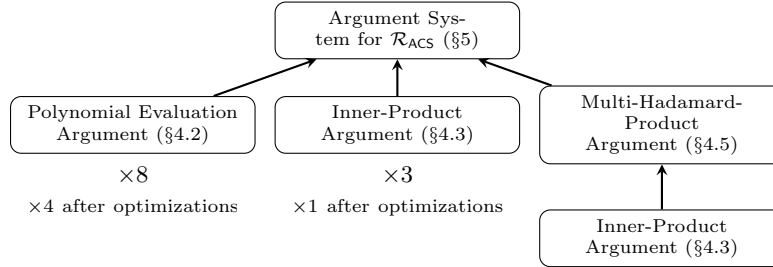 Argument Sys-
tem for R_ACS (§5)
Polynomial Evaluation
Argument (§4.2)
×8
×4 after optimizations
Inner-Product
Argument (§4.3)
×3
×1 after optimizations
Multi-Hadamard-
Product
Argument (§4.5)
Inner-Product
Argument (§4.3)